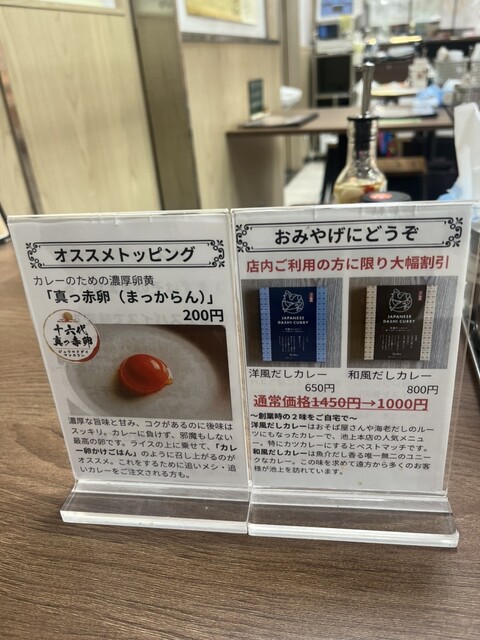 オススメトッピング
カレーのための濃厚卵黄
「真っ赤卵（まっからん）」
200円
十六代
真っ赤卵
濃厚な旨味と甘み、コクがあるのに後味は
スッキリ。カレーに負けず、邪魔もしない
最高の卵です。ライスの上に乗せて、「カレ
ー卵かけごはん」のように召し上がるのが
オススメ。これをするために追いメシ・追
いカレーをご注文される方も。
おみやげにどうぞ
店内ご利用の方に限り大幅割引
JAPANESE
DASHI CURRY
JAPANESE
DASHI CURRY
洋風だしカレー
650円
和風だしカレー
800円
通常価格1450円→1000円
～創業時の２味をご自宅で～
洋風だしカレーはおそば屋さんや海老だしのルー
ツにもなったカレーで、池上本店の人気メニュ
ー。特にカツカレーにするとベストマッチです。
和風だしカレーは魚介だし香る唯一無二のユニー
クなカレー。この味を求めて遠方から多くのお客
様が池上を訪れています。